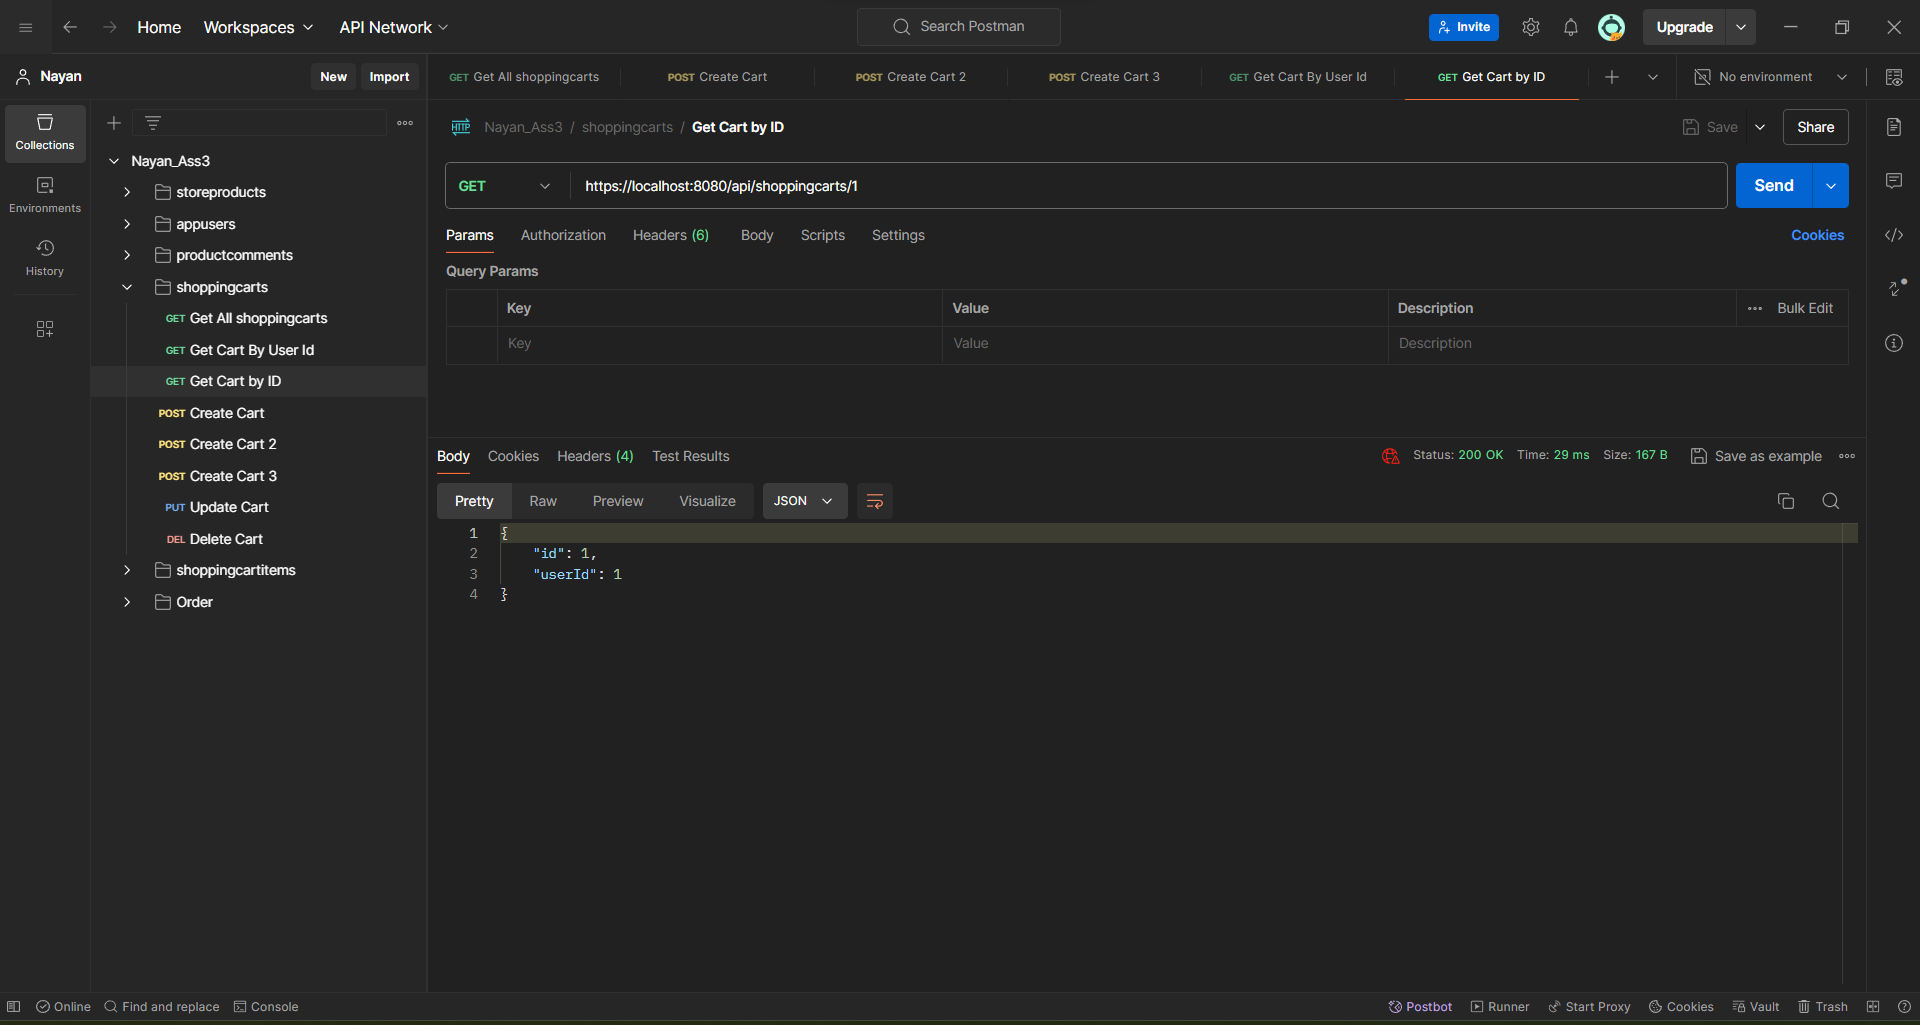 Home Workspaces API Network Search Postman Invite Upgrade
Nayan New Import
GET Get All shoppingcarts POST Create Cart POST Create Cart 2 POST Create Cart 3 GET Get Cart By User Id GET Get Cart by ID No environment
Collections
Environments
History
Nayan_Ass3
storeproducts
appusers
productcomments
shoppingcarts
GET Get All shoppingcarts
GET Get Cart By User Id
GET Get Cart by ID
POST Create Cart
POST Create Cart 2
POST Create Cart 3
PUT Update Cart
DEL Delete Cart
shoppingcartitems
Order
HTTP Nayan_Ass3 / shoppingcarts / Get Cart by ID Save Share
GET https://localhost:8080/api/shoppingcarts/1 Send
Params Authorization Headers (6) Body Scripts Settings Cookies
Query Params
Key Value Description Bulk Edit
Key Value Description
Body Cookies Headers (4) Test Results Status: 200 OK Time: 29 ms Size: 167 B Save as example
Pretty Raw Preview Visualize JSON
1 {
2 "id": 1,
3 "userId": 1
4 }
Online Find and replace Console Postbot Runner Start Proxy Cookies Vault Trash